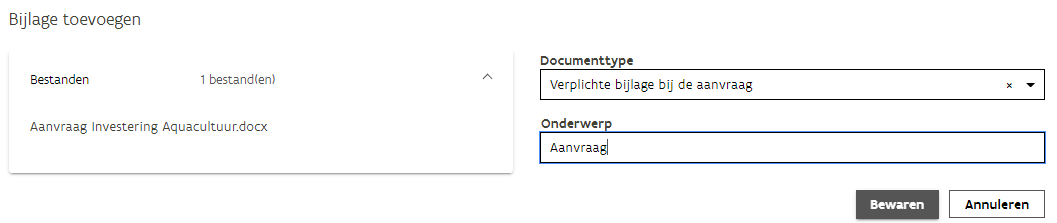 Bijlage toevoegen
Bestanden 1 bestand(en)
Aanvraag Investering Aquacultuur.docx
Documenttype
Verplichte bijlage bij de aanvraag ×
Onderwerp
Aanvraag
Bewaren Annuleren